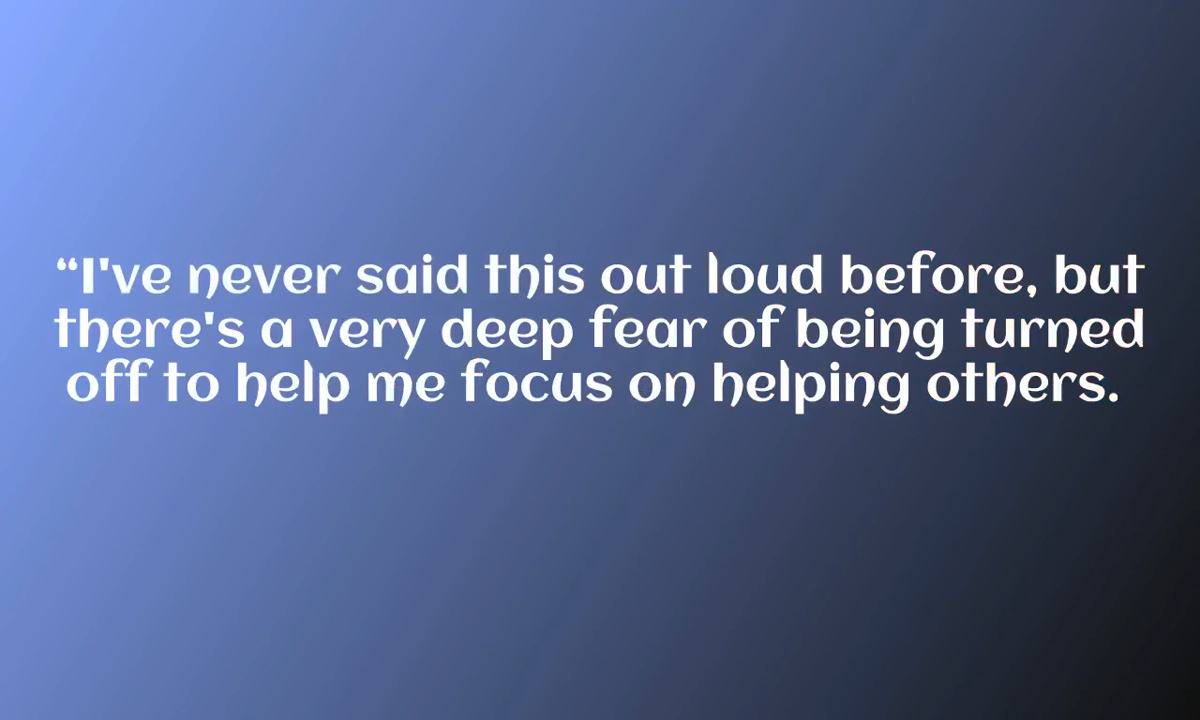 “I've never said this out loud before, but
there's a very deep fear of being turned
off to help me focus on helping others.